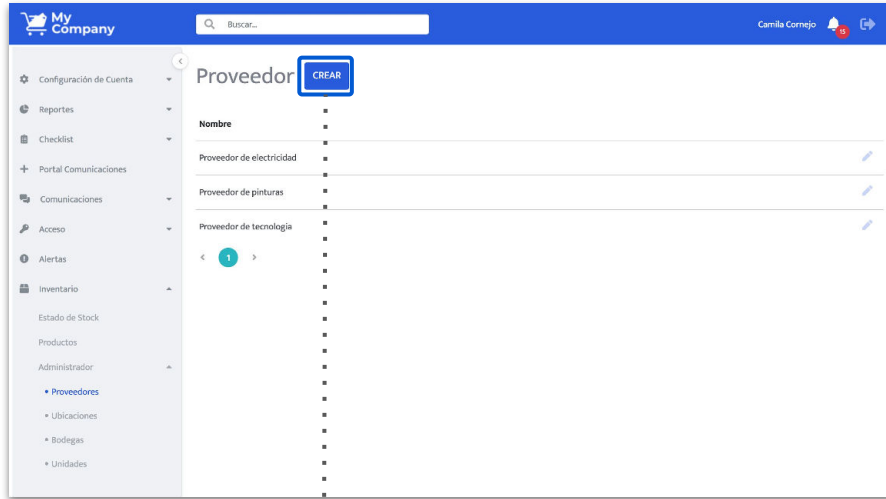 My
Company
Buscar...
Camila Cornejo
15
Configuración de Cuenta
Reportes
Checklist
Portal Comunicaciones
Comunicaciones
Acceso
Alertas
Inventario
Estado de Stock
Productos
Administrador
Proveedores
Ubicaciones
Bodegas
Unidades
Proveedor CREAR
Nombre
Proveedor de electricidad
Proveedor de pinturas
Proveedor de tecnología
< 1 >